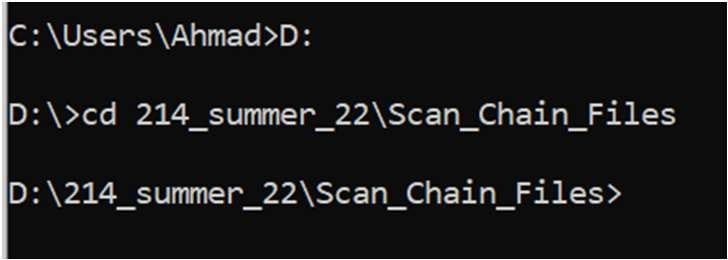 C:\Users\Ahmad>D:
D:\>cd 214_summer_22\Scan_Chain_Files
D:\214_summer_22\Scan_Chain_Files>